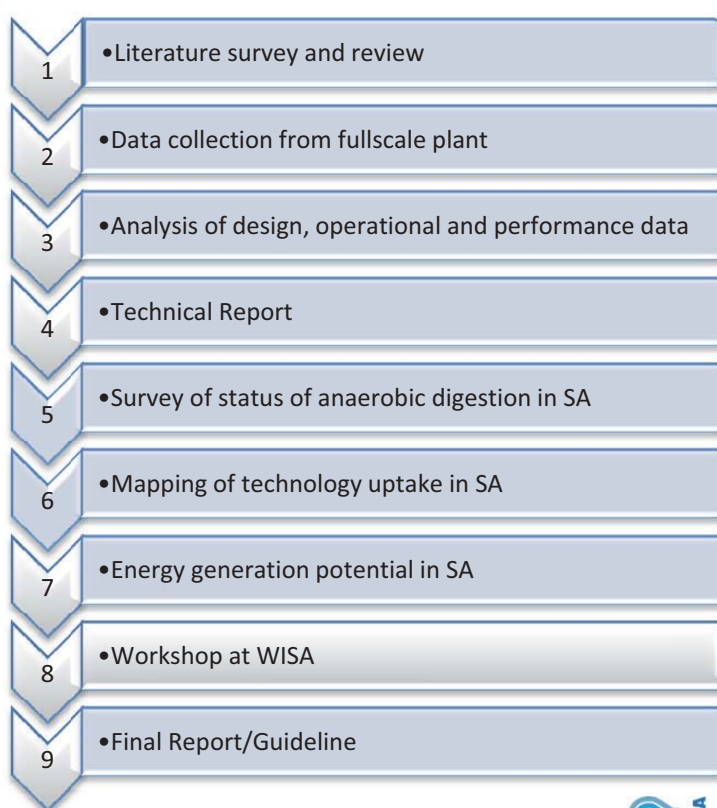 1
•Literature survey and review
2
•Data collection from fullscale plant
3
•Analysis of design, operational and performance data
4
•Technical Report
5
•Survey of status of anaerobic digestion in SA
6
•Mapping of technology uptake in SA
7
•Energy generation potential in SA
8
•Workshop at WISA
9
•Final Report/Guideline